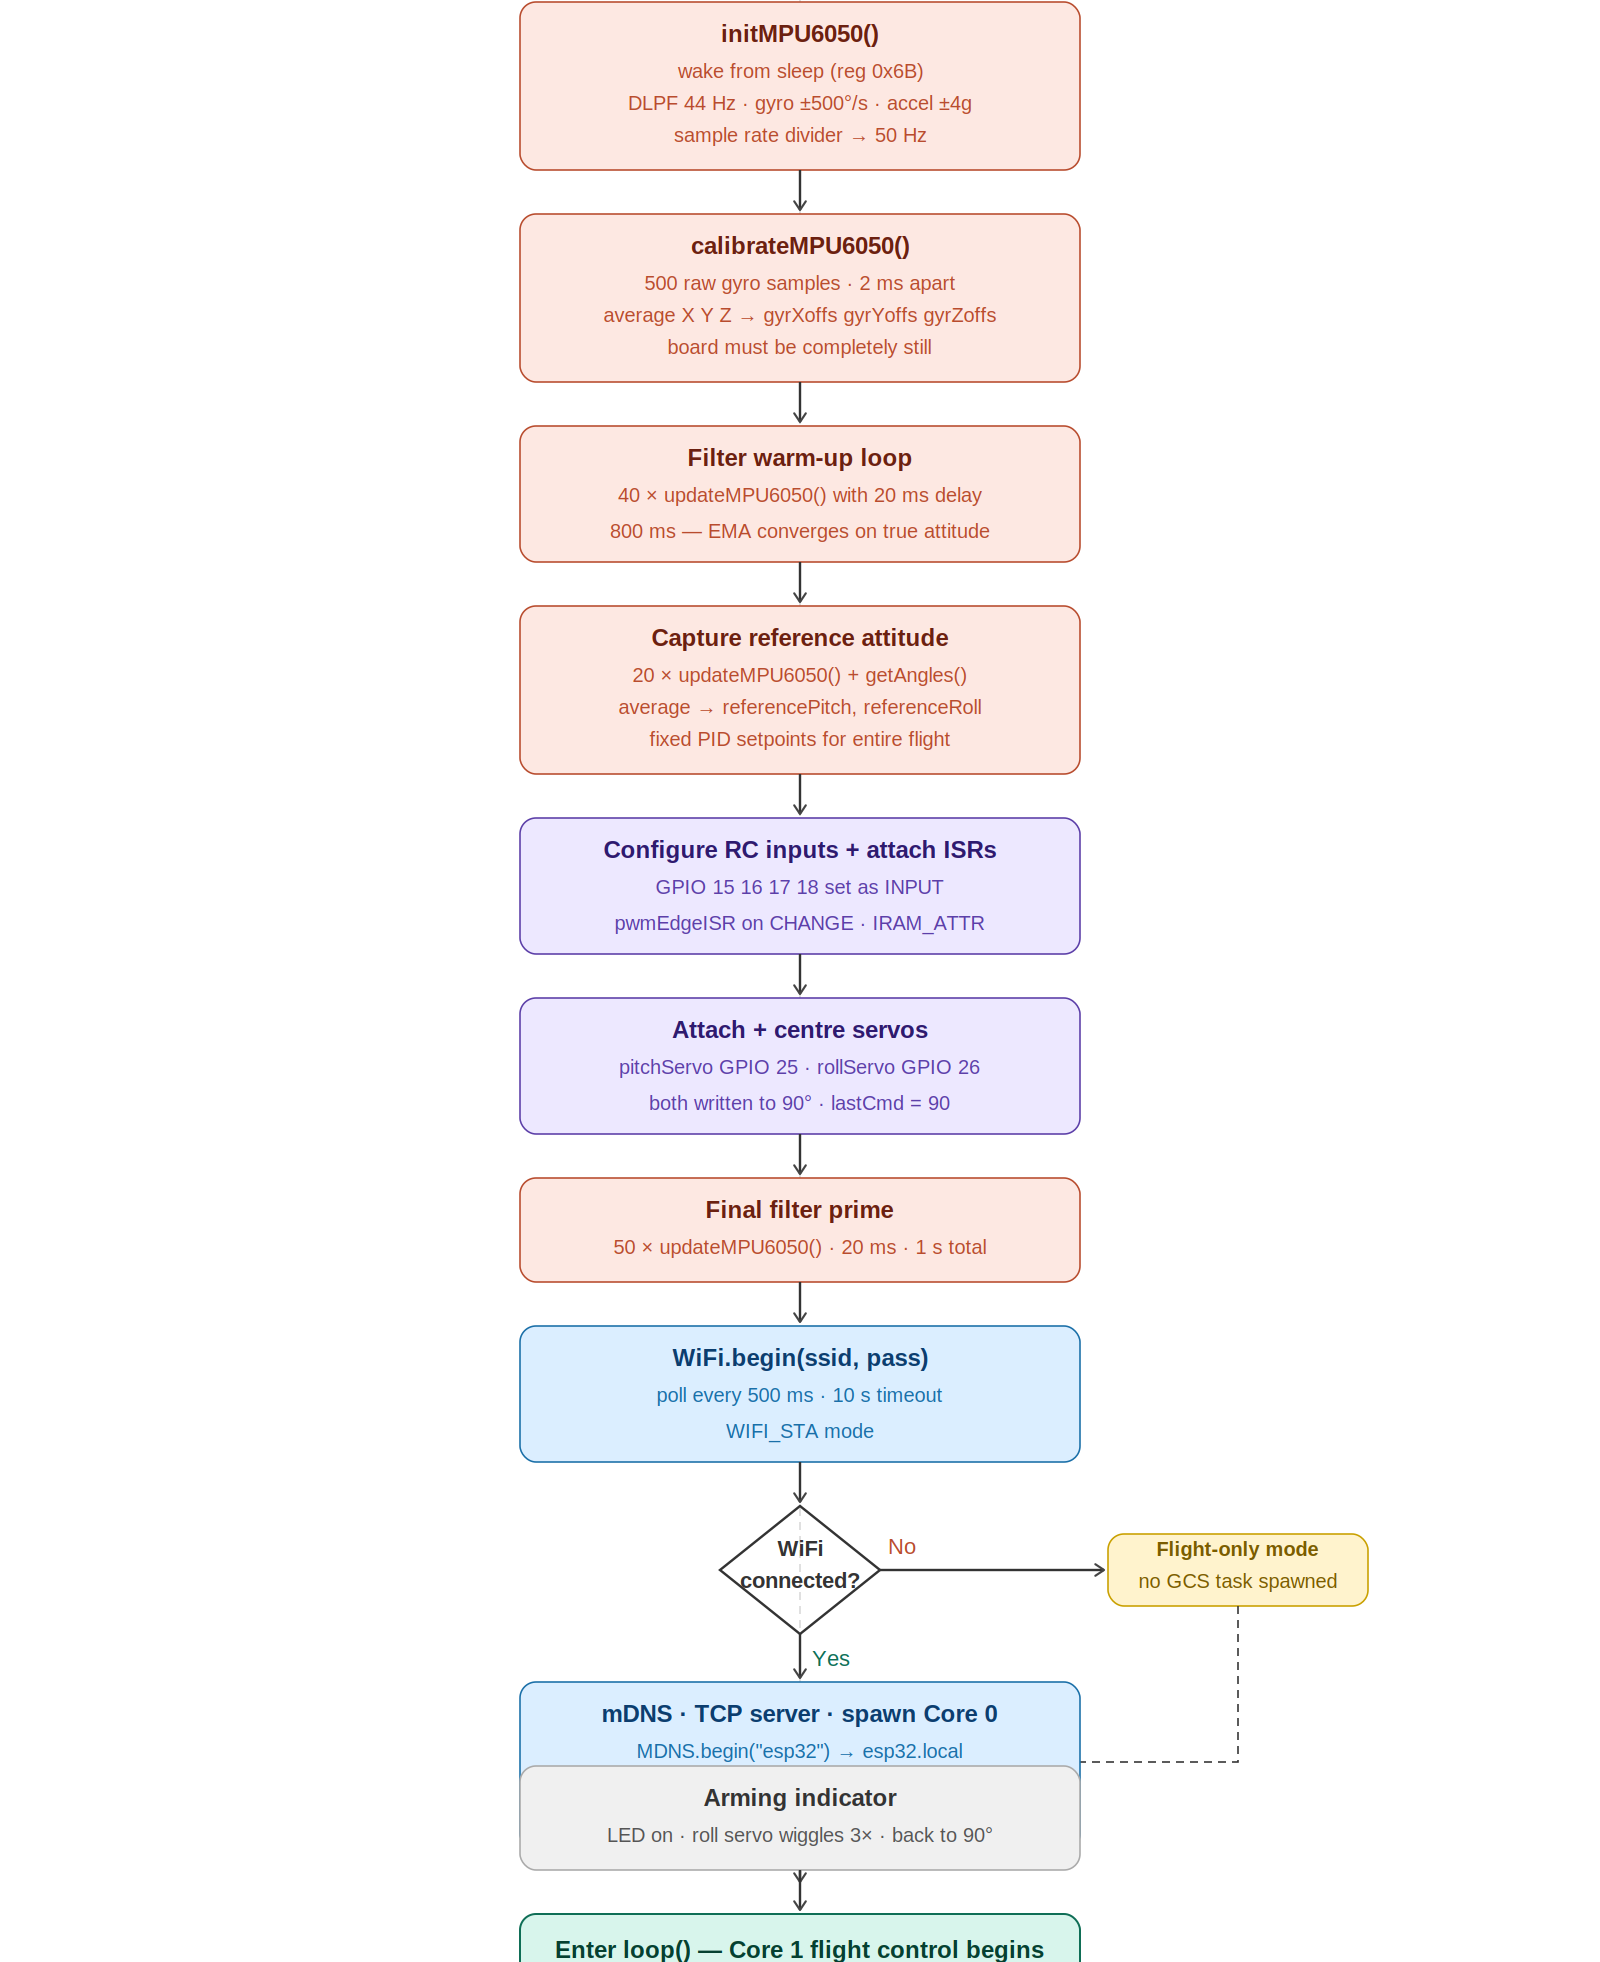 initMPU6050()
wake from sleep (reg 0x6B)
DLPF 44 Hz · gyro ±500°/s · accel ±4g
sample rate divider → 50 Hz
calibrateMPU6050()
500 raw gyro samples · 2 ms apart
average X Y Z → gyrXoffs gyrYoffs gyrZoffs
board must be completely still
Filter warm-up loop
40 × updateMPU6050() with 20 ms delay
800 ms — EMA converges on true attitude
Capture reference attitude
20 × updateMPU6050() + getAngles()
average → referencePitch, referenceRoll
fixed PID setpoints for entire flight
Configure RC inputs + attach ISRs
GPIO 15 16 17 18 set as INPUT
pwmEdgeISR on CHANGE · IRAM_ATTR
Attach + centre servos
pitchServo GPIO 25 · rollServo GPIO 26
both written to 90° · lastCmd = 90
Final filter prime
50 × updateMPU6050() · 20 ms · 1 s total
WiFi.begin(ssid, pass)
poll every 500 ms · 10 s timeout
WIFI_STA mode
WiFi
connected?
No
Flight-only mode
no GCS task spawned
Yes
mDNS · TCP server · spawn Core 0
MDNS.begin("esp32") → esp32.local
Arming indicator
LED on · roll servo wiggles 3× · back to 90°
Enter loop() — Core 1 flight control begins